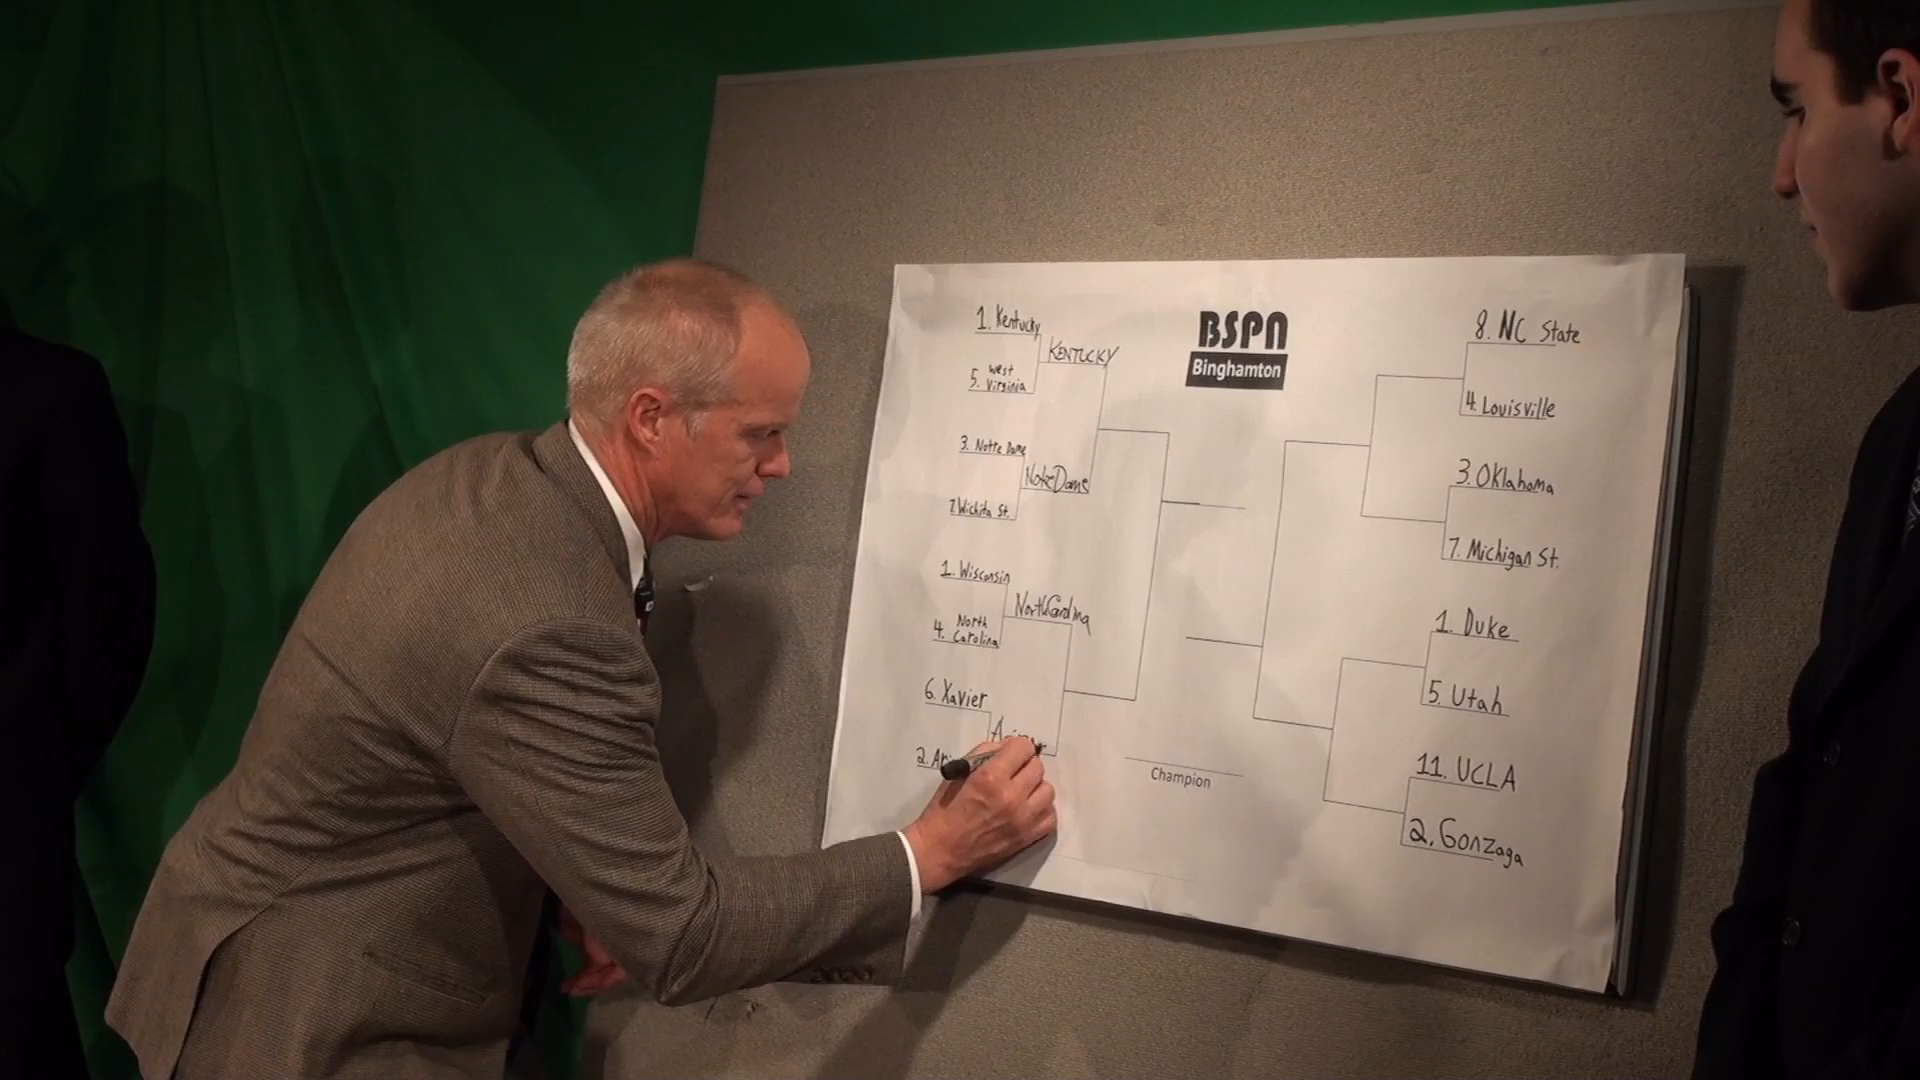 BSPN
Binghamton
1. Kentucky
KENTUCKY
5. West Virginia
3. Notre Dame
Notre Dame
7. Wichita St.
1. Wisconsin
North Carolina
4. North Carolina
6. Xavier
8. NC State
4. Louisville
3. Oklahoma
7. Michigan St.
1. Duke
5. Utah
11. UCLA
2. Gonzaga
Champion